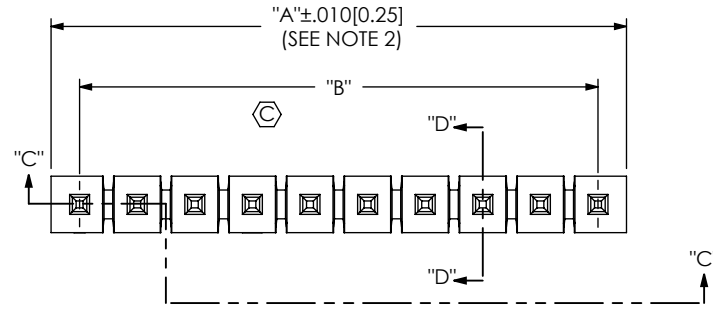 "A"±.010[0.25]
(SEE NOTE 2)
"B"
C
"D"
"C"
"D"
"C